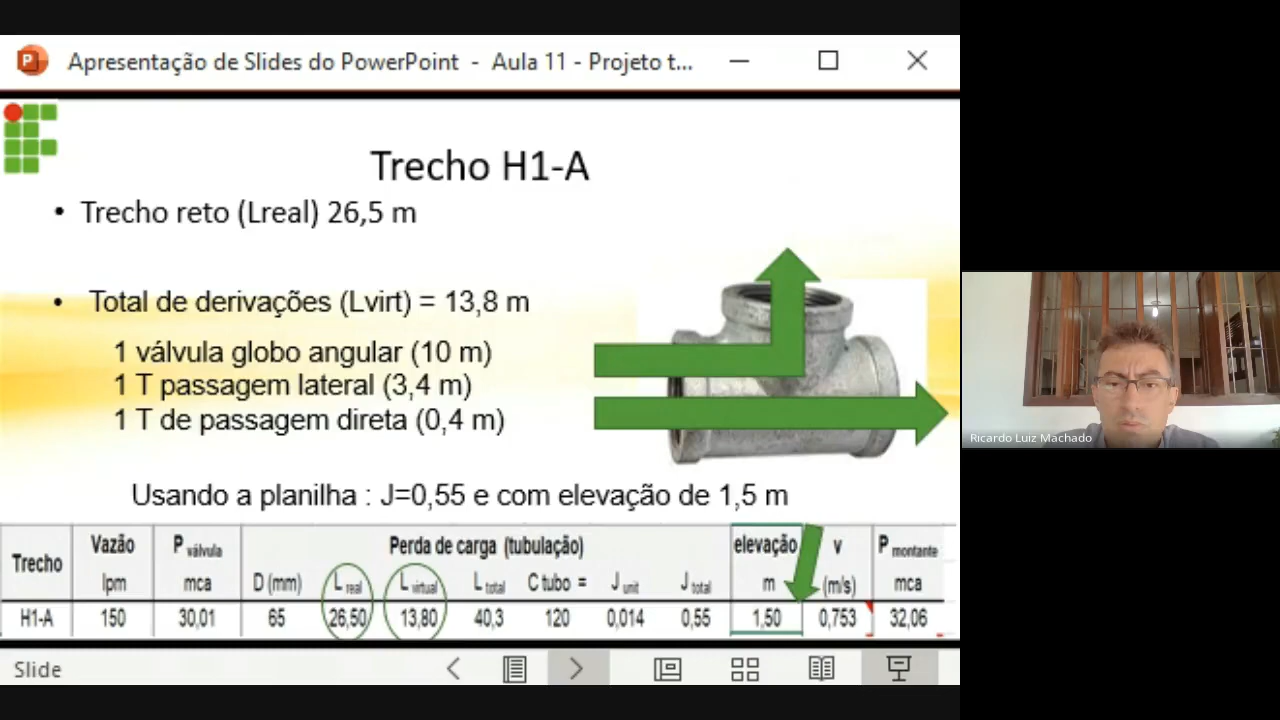 Apresentação de Slides do PowerPoint - Aula 11 - Projeto t...
Trecho H1-A
• Trecho reto (Lreal) 26,5 m
• Total de derivações (Lvirt) = 13,8 m
1 válvula globo angular (10 m)
1 T passagem lateral (3,4 m)
1 T de passagem direta (0,4 m)
Usando a planilha : J=0,55 e com elevação de 1,5 m
Trecho Vazão P válvula Perda de carga (tubulação) elevação v P montante
lpm mca D (mm) L real L virtual L total C tubo = J unit J total m (m/s) mca
H1-A 150 30,01 65 26,50 13,80 40,3 120 0,014 0,55 1,50 0,753 32,06
Slide
Ricardo Luiz Machado